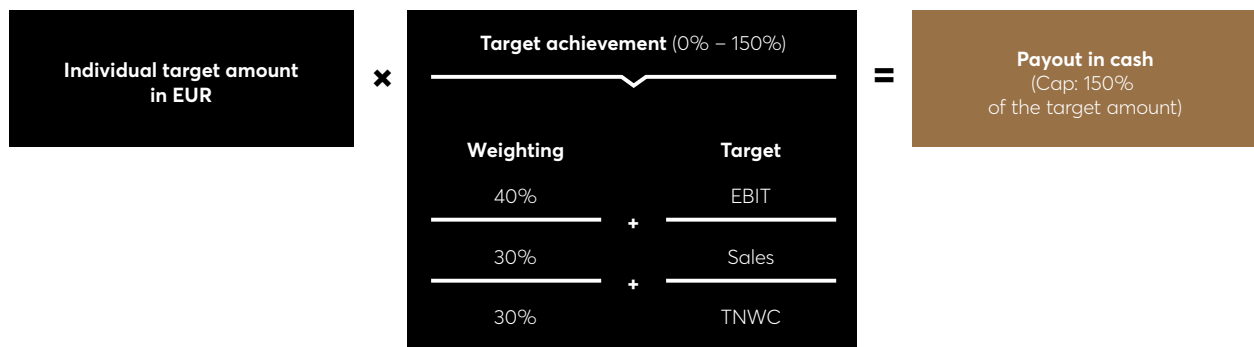 Individual target amount
in EUR
×
Target achievement (0% – 150%)
Weighting
Target
40%
EBIT
+
30%
Sales
+
30%
TNWC
=
Payout in cash
(Cap: 150%
of the target amount)